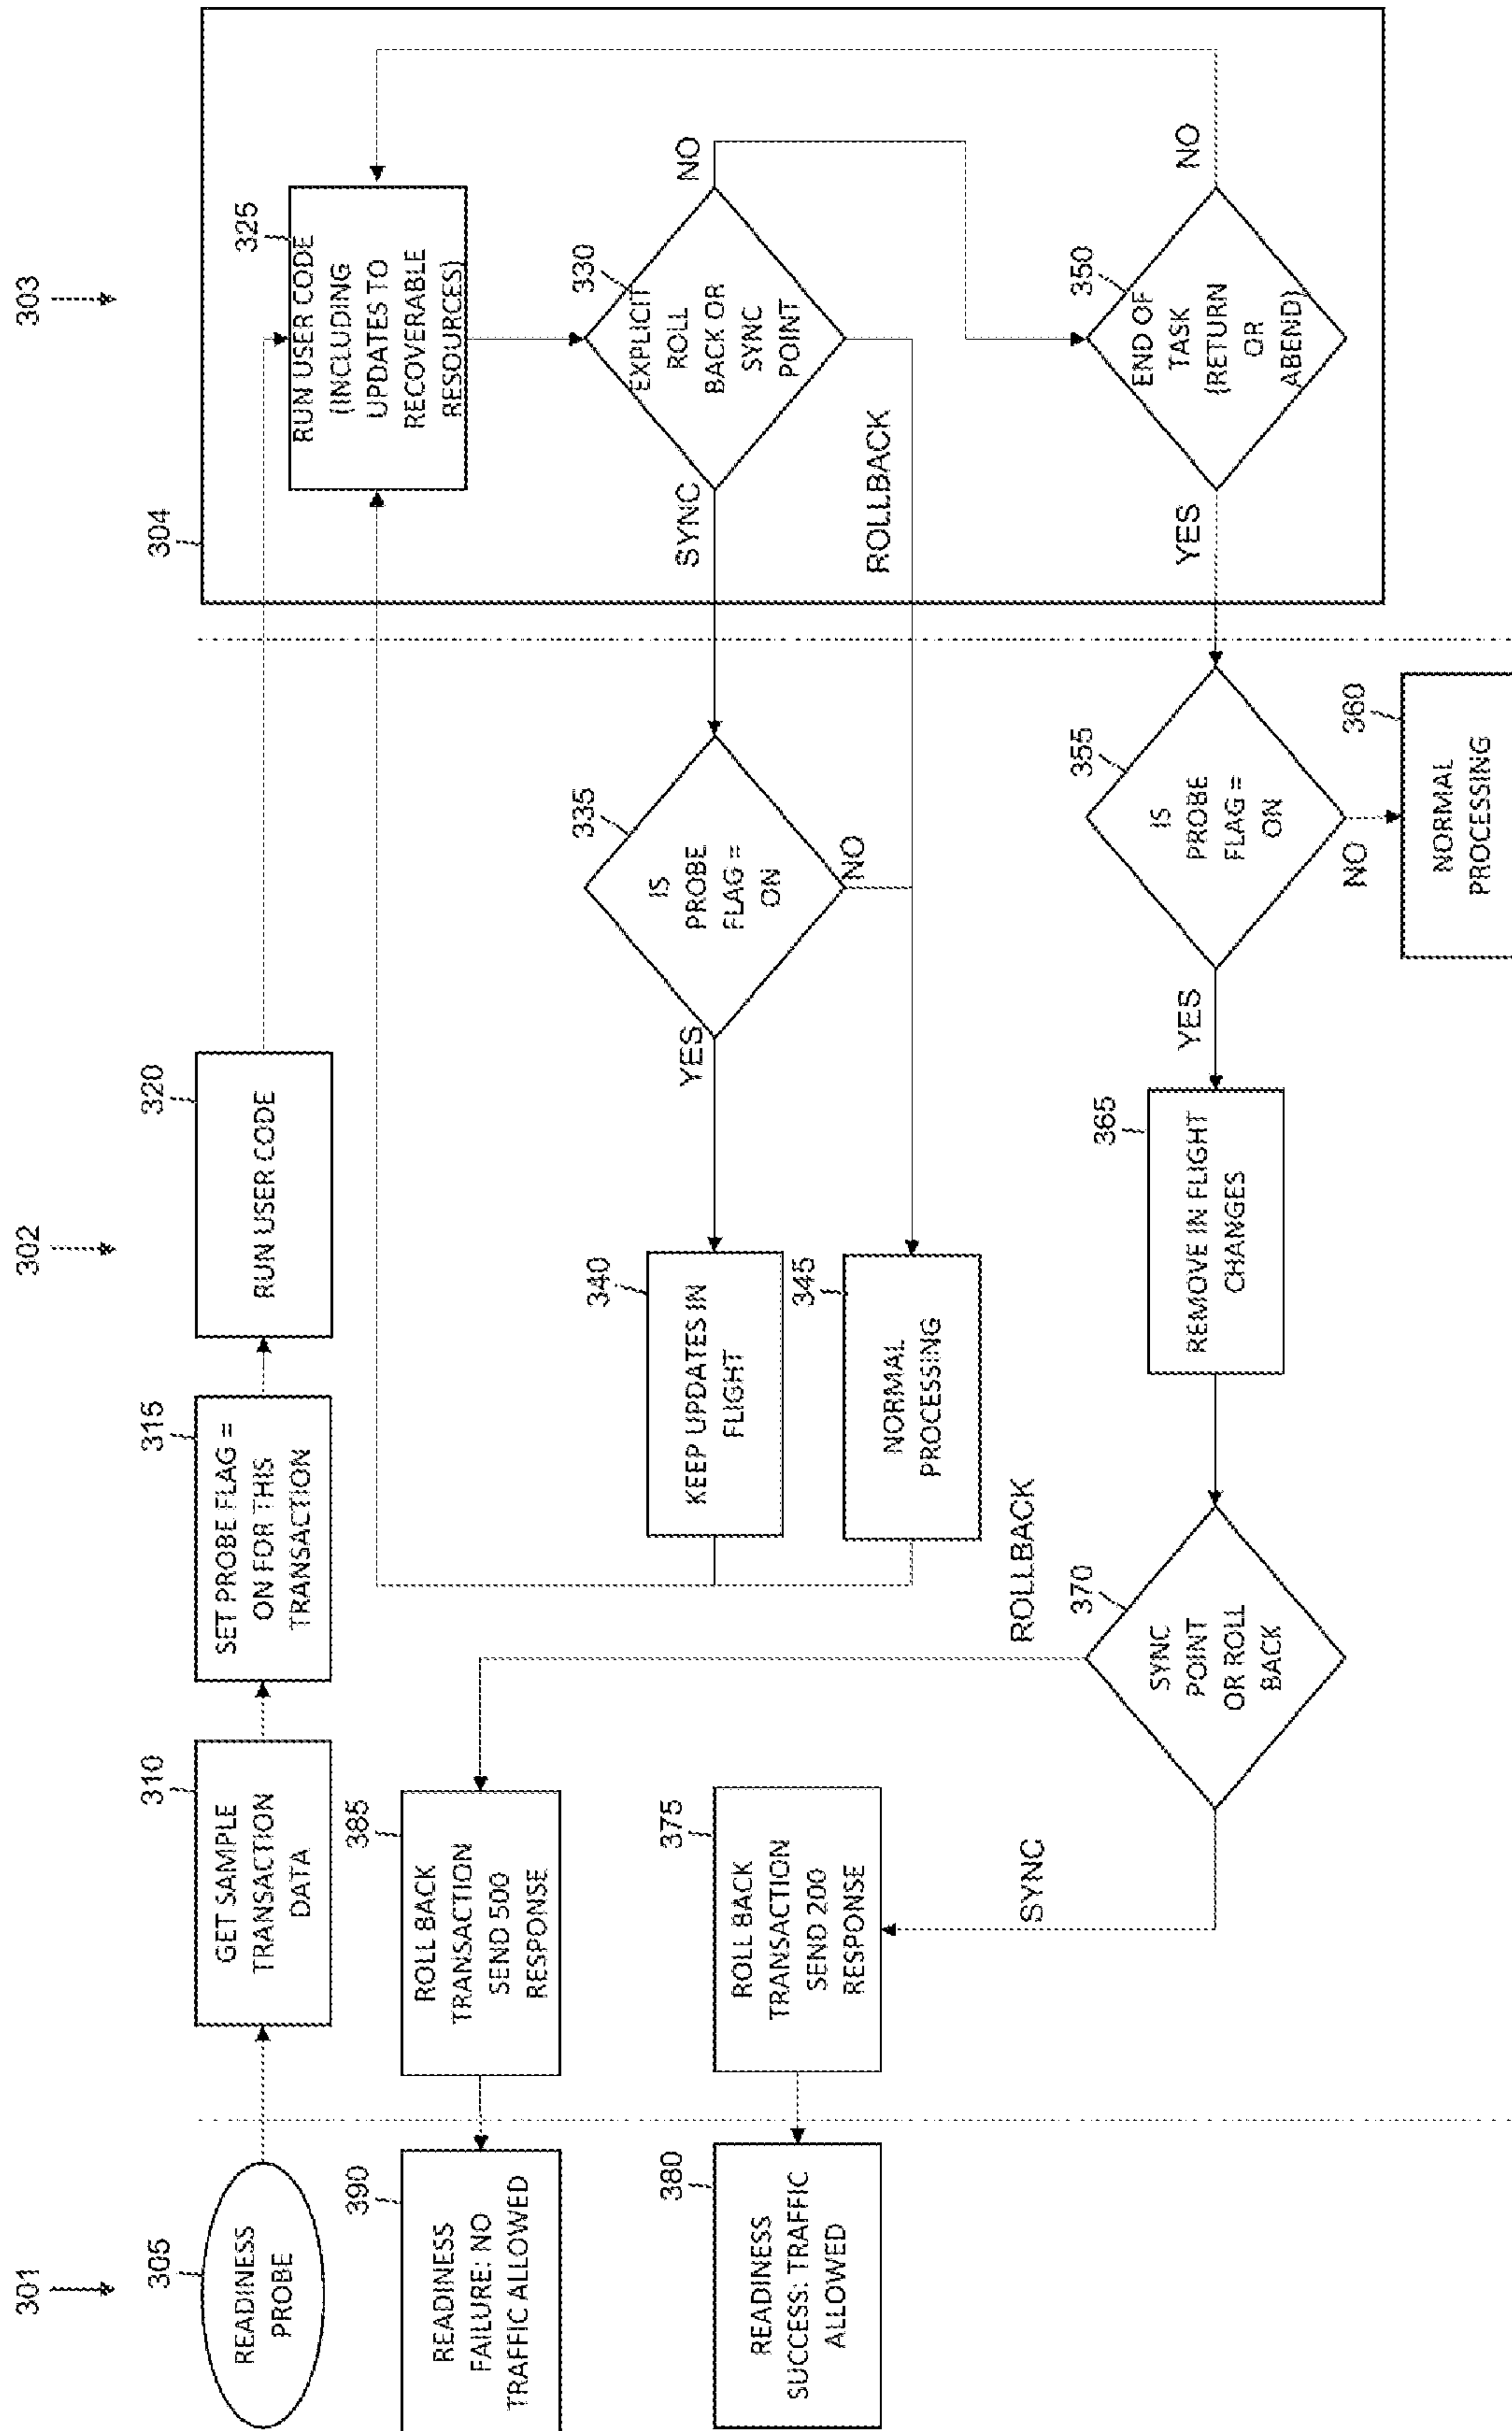 301
302
303
305
READINESS
PROBE
310
GET SAMPLE
TRANSACTION
DATA
315
SET PROBE FLAG =
ON FOR THIS
TRANSACTION
320
RUN USER CODE
304
325
RUN USER CODE
(INCLUDING
UPDATES TO
RECOVERABLE
RESOURCES)
330
EXPLICIT
ROLL
BACK OR
SYNC
POINT
NO
SYNC
ROLLBACK
335
IS
PROBE
FLAG =
ON
YES
NO
340
KEEP UPDATES IN
FLIGHT
345
NORMAL
PROCESSING
350
END OF
TASK
(RETURN
OR
ABEND)
NO
YES
355
IS
PROBE
FLAG =
ON
NO
YES
360
NORMAL
PROCESSING
365
REMOVE IN FLIGHT
CHANGES
370
SYNC
POINT
OR ROLL
BACK
ROLLBACK
SYNC
385
ROLL BACK
TRANSACTION
SEND 500
RESPONSE
390
READINESS
FAILURE: NO
TRAFFIC ALLOWED
375
ROLL BACK
TRANSACTION
SEND 200
RESPONSE
380
READINESS
SUCCESS: TRAFFIC
ALLOWED